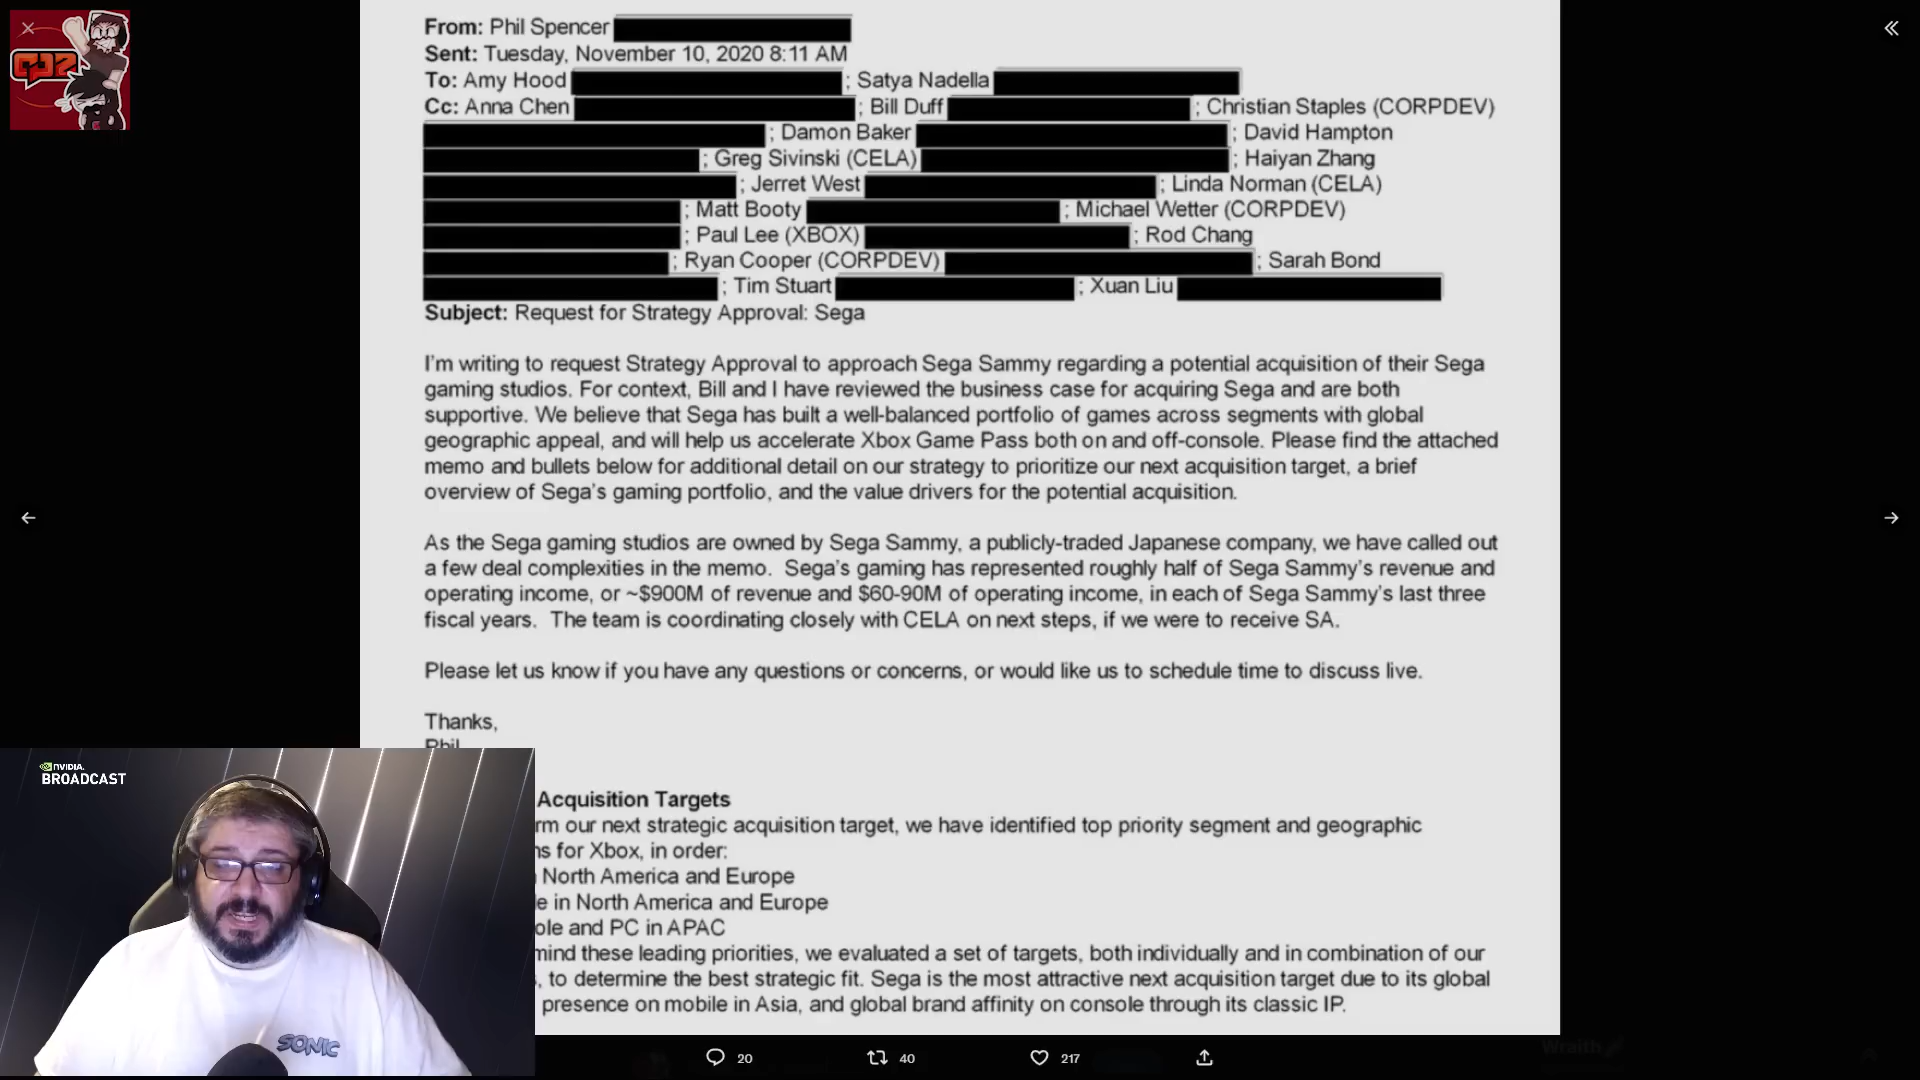 From: Phil Spencer
Sent: Tuesday, November 10, 2020 8:11 AM
To: Amy Hood ; Satya Nadella
Cc: Anna Chen ; Bill Duff ; Christian Staples (CORPDEV)
; Damon Baker ; David Hampton
; Greg Sivinski (CELA) ; Haiyan Zhang
; Jerret West ; Linda Norman (CELA)
; Matt Booty ; Michael Wetter (CORPDEV)
; Paul Lee (XBOX) ; Rod Chang
; Ryan Cooper (CORPDEV) ; Sarah Bond
; Tim Stuart ; Xuan Liu
Subject: Request for Strategy Approval: Sega
I'm writing to request Strategy Approval to approach Sega Sammy regarding a potential acquisition of their Sega
gaming studios. For context, Bill and I have reviewed the business case for acquiring Sega and are both
supportive. We believe that Sega has built a well-balanced portfolio of games across segments with global
geographic appeal, and will help us accelerate Xbox Game Pass both on and off-console. Please find the attached
memo and bullets below for additional detail on our strategy to prioritize our next acquisition target, a brief
overview of Sega's gaming portfolio, and the value drivers for the potential acquisition.
As the Sega gaming studios are owned by Sega Sammy, a publicly-traded Japanese company, we have called out
a few deal complexities in the memo. Sega's gaming has represented roughly half of Sega Sammy's revenue and
operating income, or ~$900M of revenue and $60-90M of operating income, in each of Sega Sammy's last three
fiscal years. The team is coordinating closely with CELA on next steps, if we were to receive SA.
Please let us know if you have any questions or concerns, or would like us to schedule time to discuss live.
Thanks,
Phil
NVIDIA.
BROADCAST
Acquisition Targets
rm our next strategic acquisition target, we have identified top priority segment and geographic
ns for Xbox, in order:
North America and Europe
e in North America and Europe
ole and PC in APAC
mind these leading priorities, we evaluated a set of targets, both individually and in combination of our
, to determine the best strategic fit. Sega is the most attractive next acquisition target due to its global
presence on mobile in Asia, and global brand affinity on console through its classic IP.
SONIC
20
40
217
Wraith